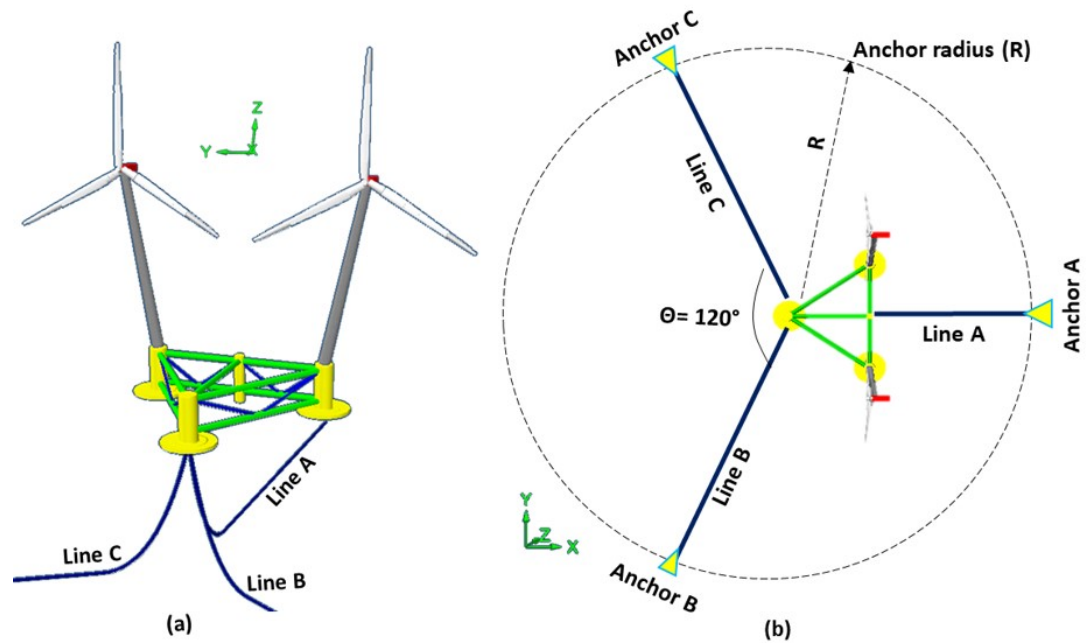 Z
Y
X
Line A
Line C
Line B
(a)
Anchor C
Anchor radius (R)
R
Line C
Θ= 120°
Line A
Anchor A
Line B
Y
Z
X
Anchor B
(b)